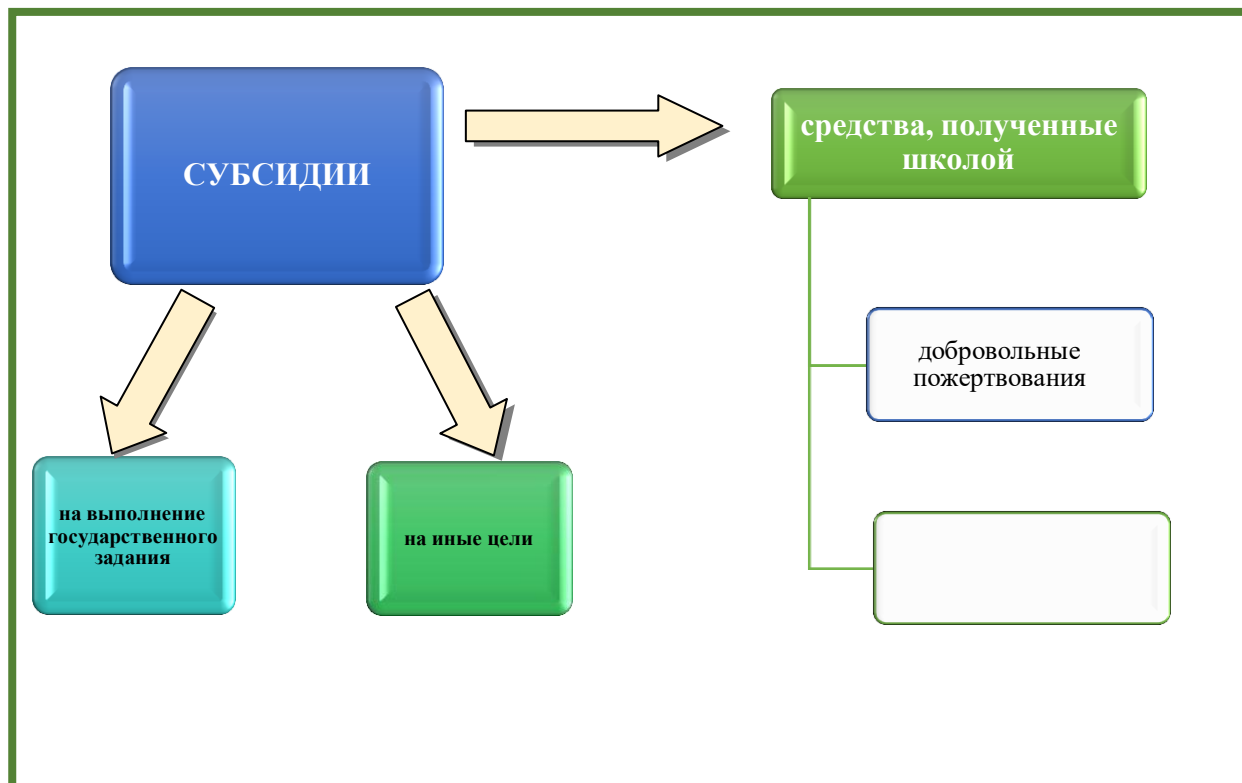 СУБСИДИИ
средства, полученные
школой
добровольные
пожертвования
на выполнение
государственного
задания
на иные цели